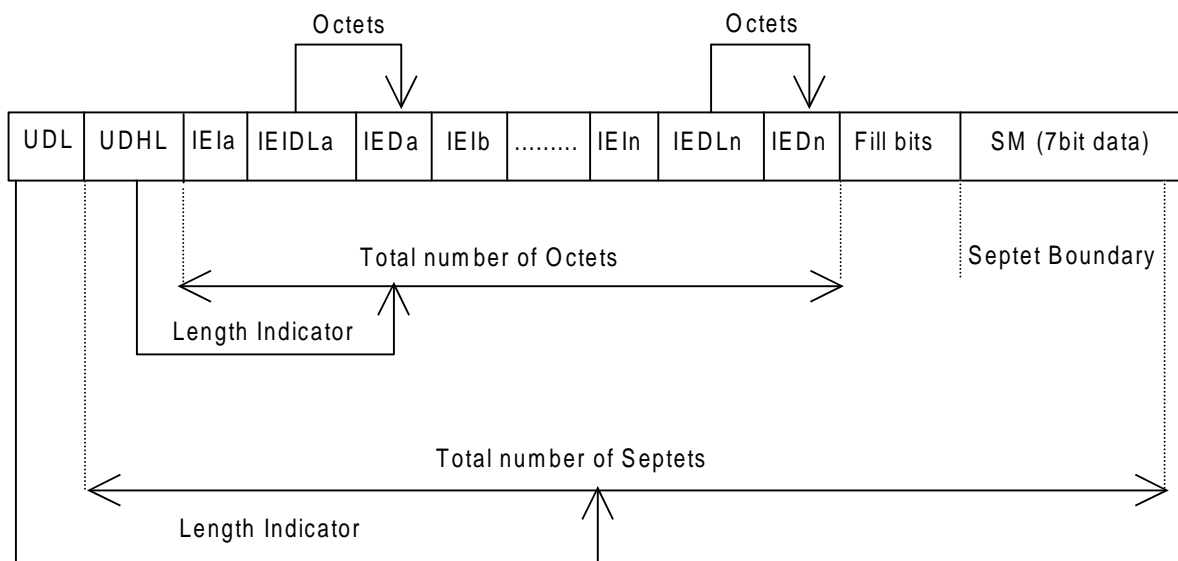 Octets Octets
UDL UDHL IEIa IEIDLa IEDa IEIb ......... IEIn IEDLn IEDn Fill bits SM (7bit data)
Total number of Octets Septet Boundary
Length Indicator
Total number of Septets
Length Indicator